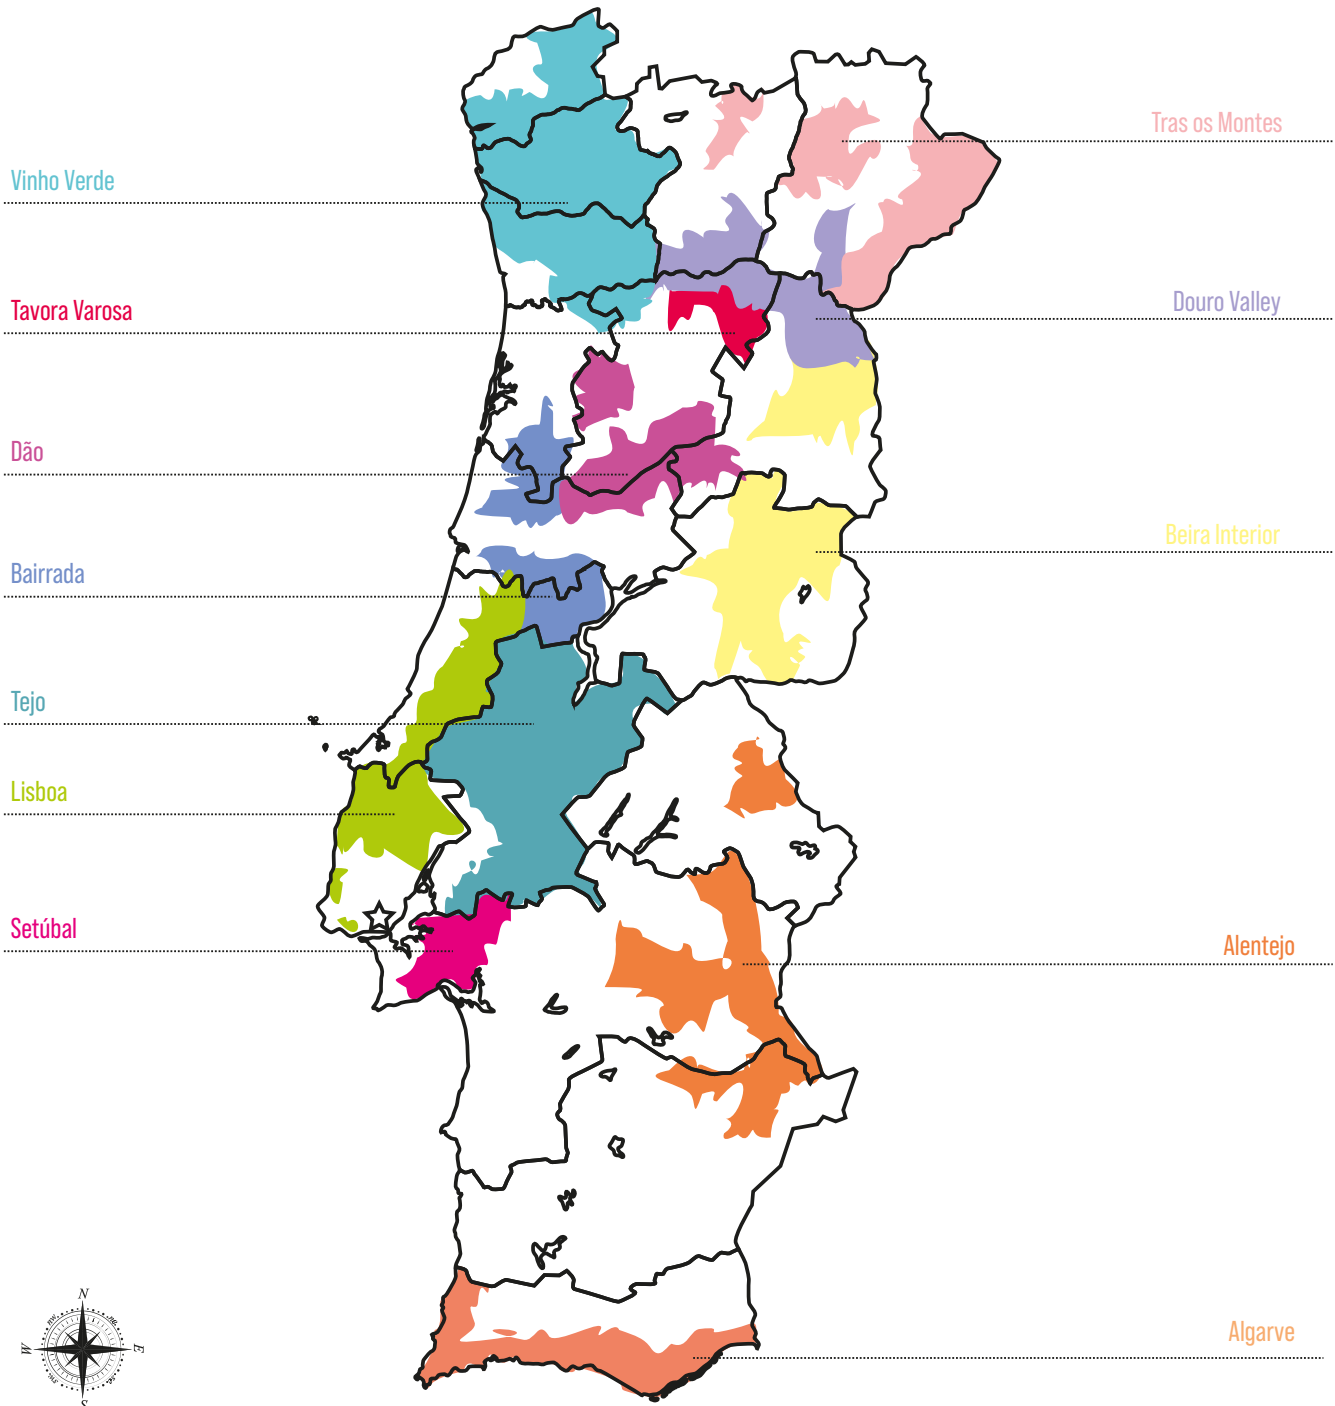 Tras os Montes
Vinho Verde
Douro Valley
Tavora Varosa
Dão
Beira Interior
Bairrada
Tejo
Lisboa
Setúbal
Alentejo
Algarve
N
W
E
S